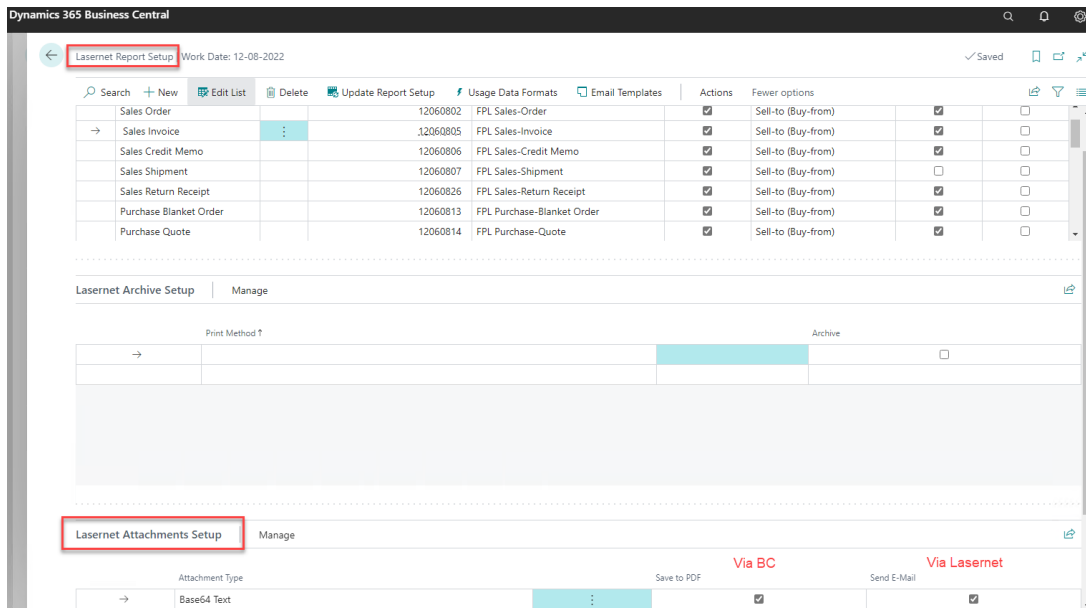 Dynamics 365 Business Central
Lasernet Report Setup Work Date: 12-08-2022 Saved
Search New Edit List Delete Update Report Setup Usage Data Formats Email Templates Actions Fewer options
Sales Order 12060802 FPL Sales-Order Sell-to (Buy-from)
Sales Invoice 12060805 FPL Sales-Invoice Sell-to (Buy-from)
Sales Credit Memo 12060806 FPL Sales-Credit Memo Sell-to (Buy-from)
Sales Shipment 12060807 FPL Sales-Shipment Sell-to (Buy-from)
Sales Return Receipt 12060826 FPL Sales-Return Receipt Sell-to (Buy-from)
Purchase Blanket Order 12060813 FPL Purchase-Blanket Order Sell-to (Buy-from)
Purchase Quote 12060814 FPL Purchase-Quote Sell-to (Buy-from)
Lasernet Archive Setup Manage
Print Method ↑ Archive
Lasernet Attachments Setup Manage
Via BC Via Lasernet
Attachment Type Save to PDF Send E-Mail
Base64 Text